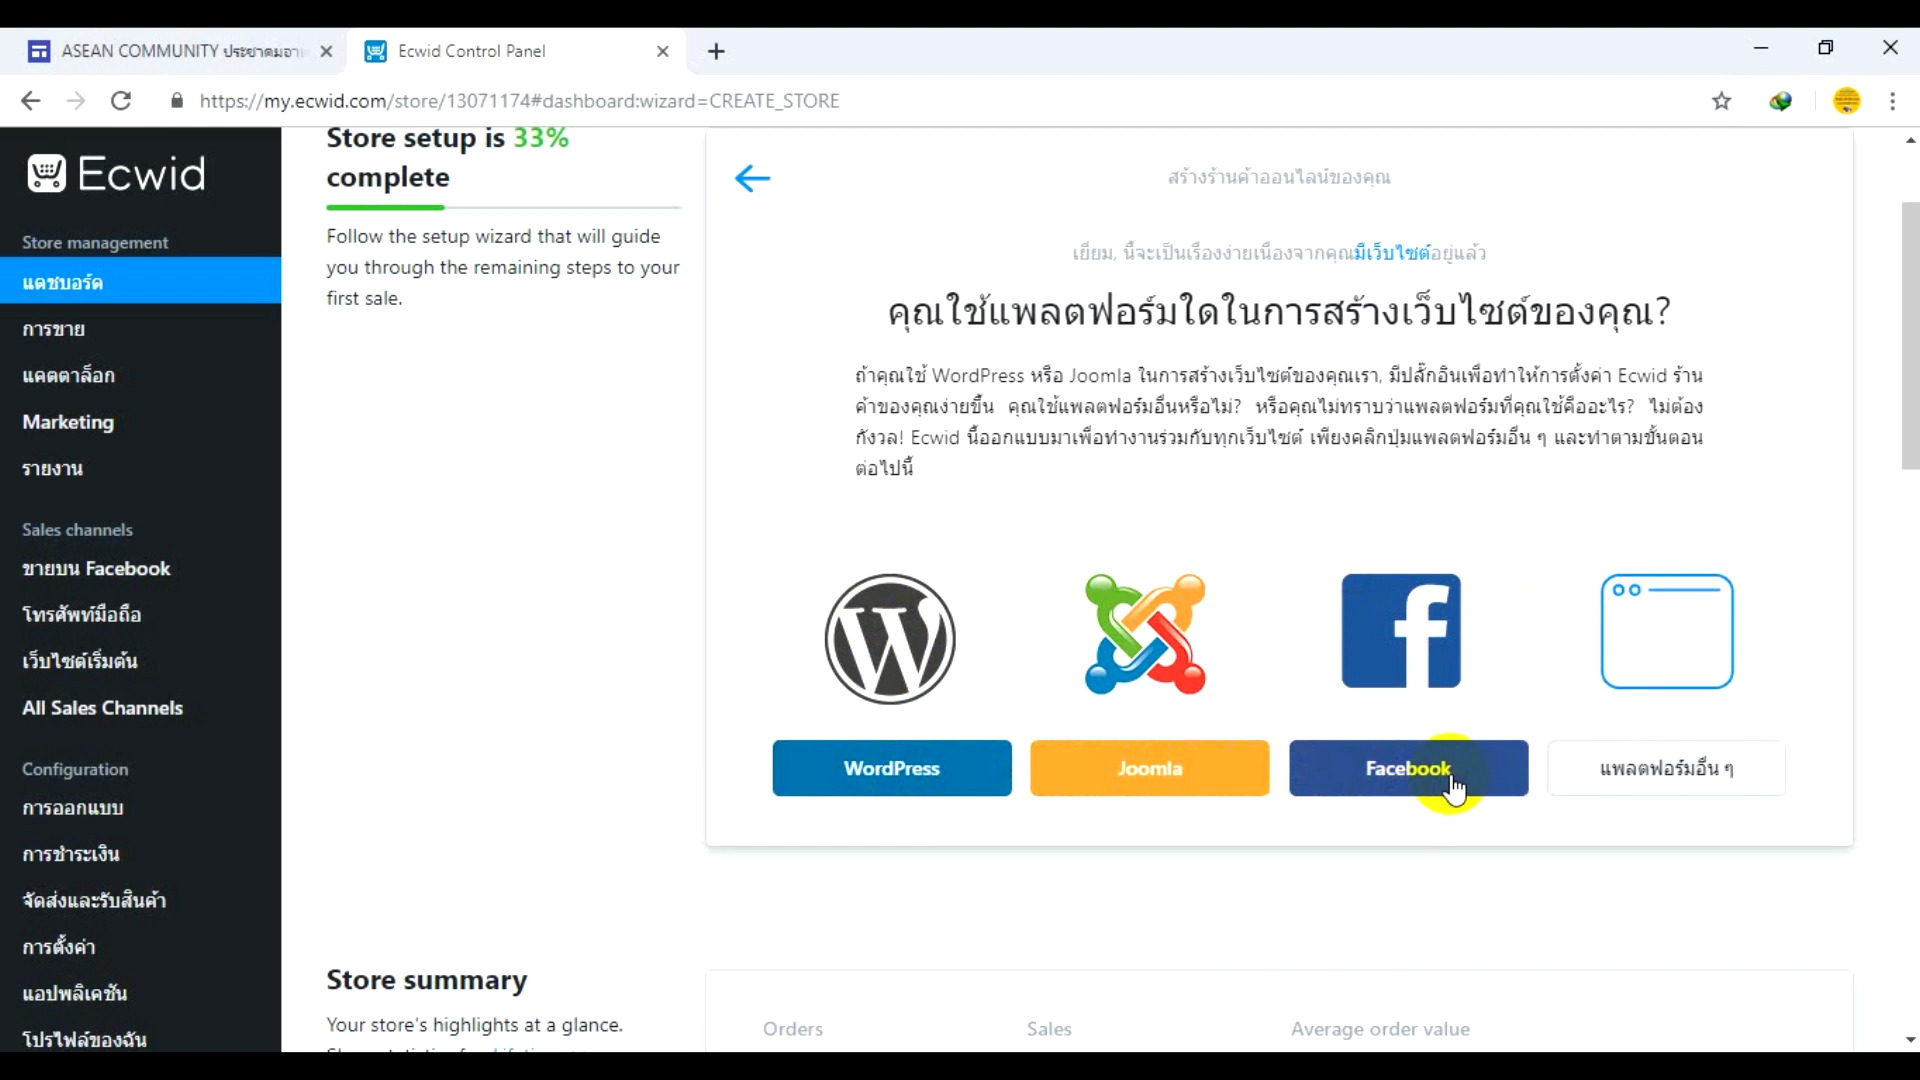 ASEAN COMMUNITY ประชาคมอาเ
Ecwid Control Panel
https://my.ecwid.com/store/13071174#dashboard:wizard=CREATE_STORE
Ecwid
Store management
แดชบอร์ด
การขาย
แคตตาล็อก
Marketing
รายงาน
Sales channels
ขายบน Facebook
โทรศัพท์มือถือ
เว็บไซต์เริ่มต้น
All Sales Channels
Configuration
การออกแบบ
การชำระเงิน
จัดส่งและรับสินค้า
การตั้งค่า
แอปพลิเคชัน
โปรไฟล์ของฉัน
Store setup is 33%
complete
Follow the setup wizard that will guide
you through the remaining steps to your
first sale.
สร้างร้านค้าออนไลน์ของคุณ
เยี่ยม, นี้จะเป็นเรื่องง่ายเนื่องจากคุณมีเว็บไซต์อยู่แล้ว
คุณใช้แพลตฟอร์มใดในการสร้างเว็บไซต์ของคุณ?
ถ้าคุณใช้ WordPress หรือ Joomla ในการสร้างเว็บไซต์ของคุณเรา, มีปลั๊กอินเพื่อทำให้การตั้งค่า Ecwid ร้าน
ค้าของคุณง่ายขึ้น คุณใช้แพลตฟอร์มอื่นหรือไม่? หรือคุณไม่ทราบว่าแพลตฟอร์มที่คุณใช้คืออะไร? ไม่ต้อง
กังวล! Ecwid นี้ออกแบบมาเพื่อทำงานร่วมกับทุกเว็บไซต์ เพียงคลิกปุ่มแพลตฟอร์มอื่น ๆ และทำตามขั้นตอน
ต่อไปนี้
WordPress
Joomla
Facebook
แพลตฟอร์มอื่น ๆ
Store summary
Your store's highlights at a glance.
Orders
Sales
Average order value